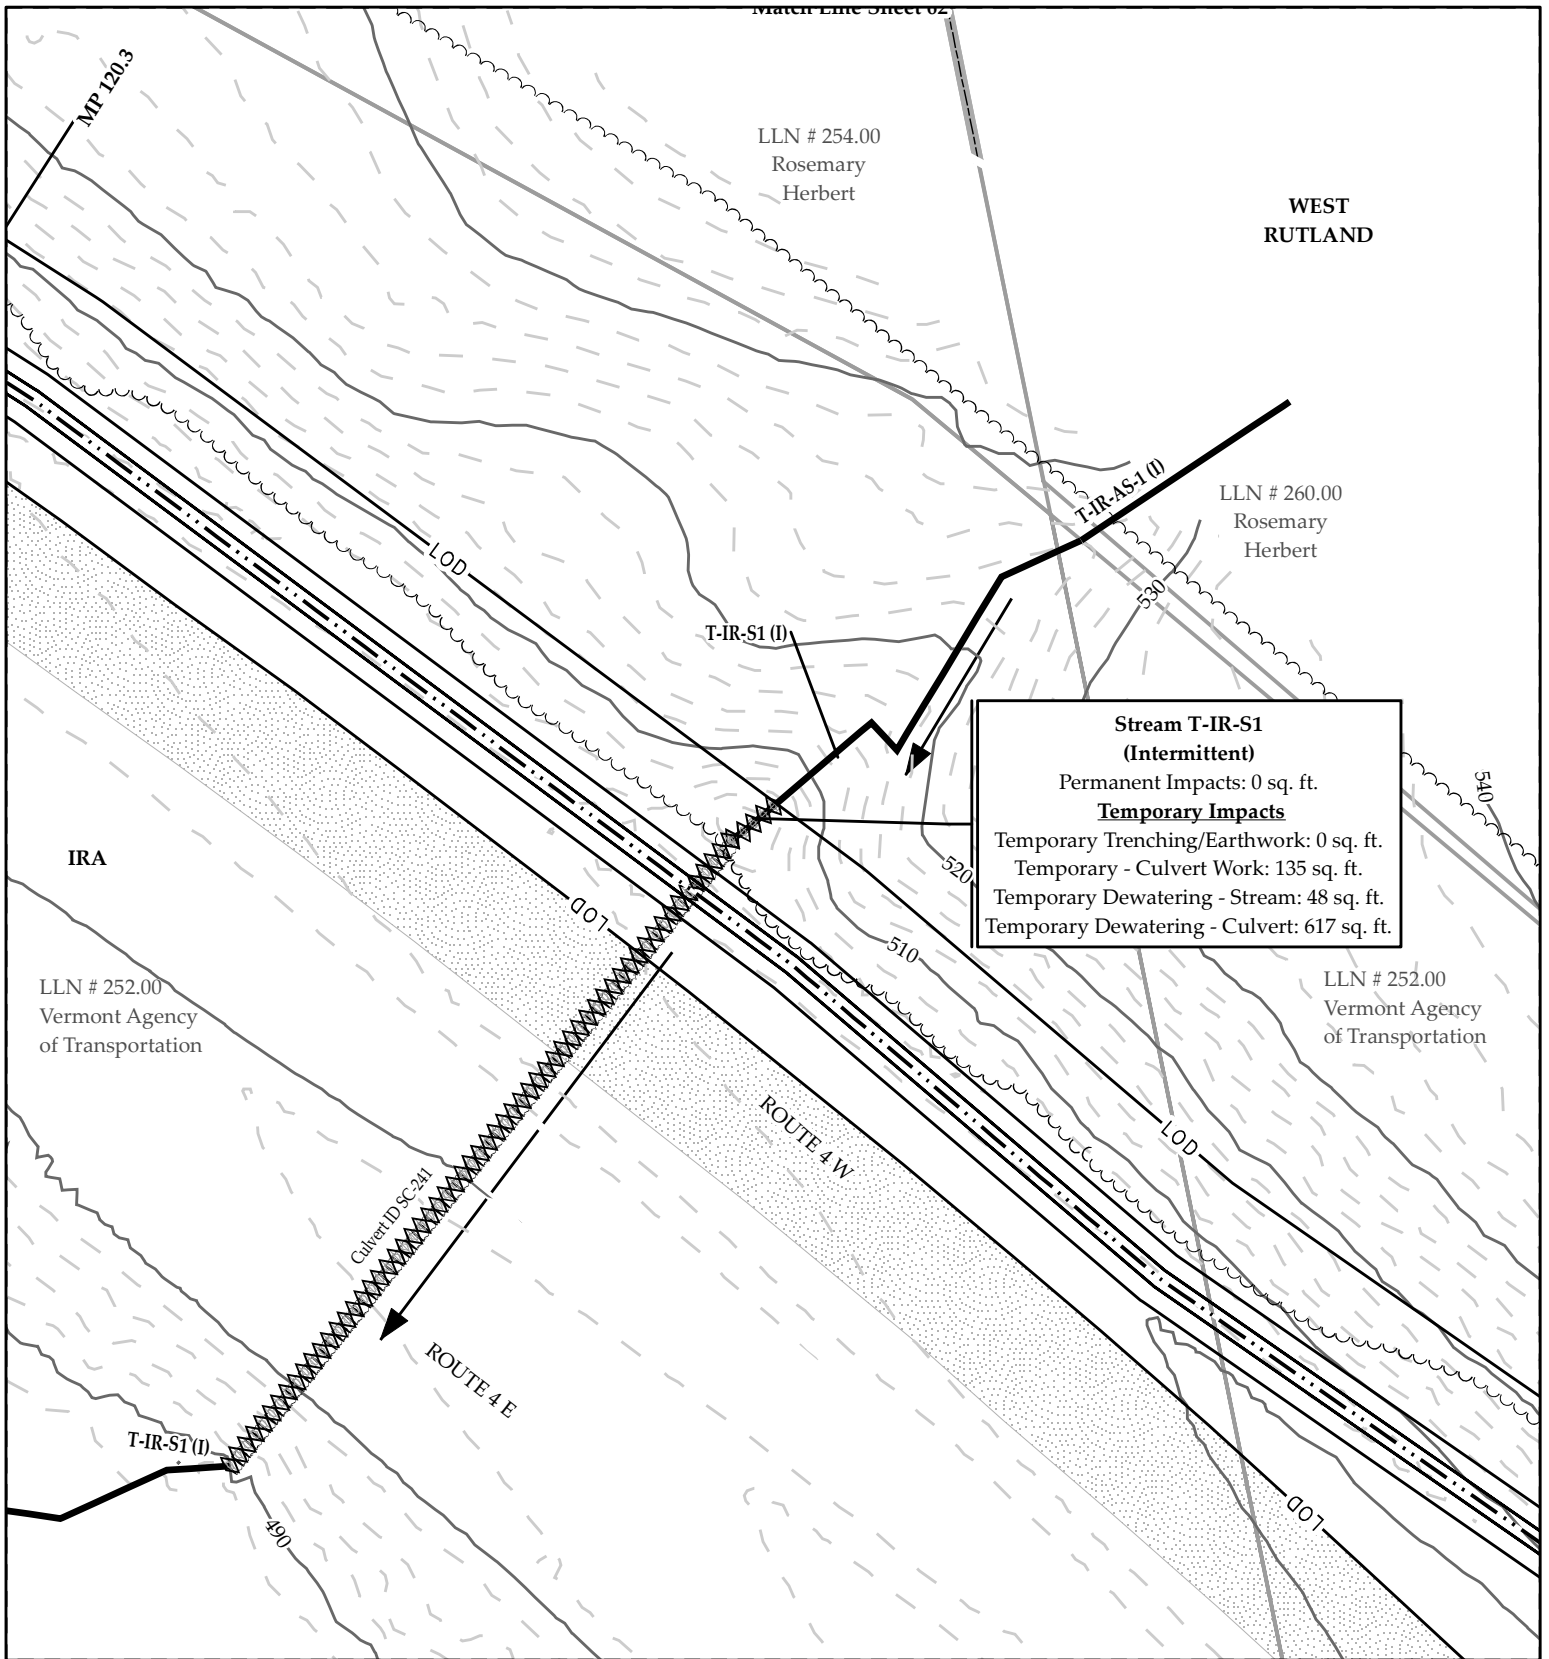 Match Line Sheet 62
MP 120.3
LLN # 254.00
Rosemary
Herbert
WEST
RUTLAND
T-IR-AS-1 (I)
LLN # 260.00
Rosemary
Herbert
LOD
530
T-IR-S1 (I)
Stream T-IR-S1
(Intermittent)
Permanent Impacts: 0 sq. ft.
Temporary Impacts
Temporary Trenching/Earthwork: 0 sq. ft.
Temporary - Culvert Work: 135 sq. ft.
Temporary Dewatering - Stream: 48 sq. ft.
Temporary Dewatering - Culvert: 617 sq. ft.
540
IRA
520
LOD
510
LLN # 252.00
Vermont Agency
of Transportation
LLN # 252.00
Vermont Agency
of Transportation
ROUTE 4 W
LOD
Culvert ID SC-241
ROUTE 4 E
T-IR-S1 (I)
490
LOD